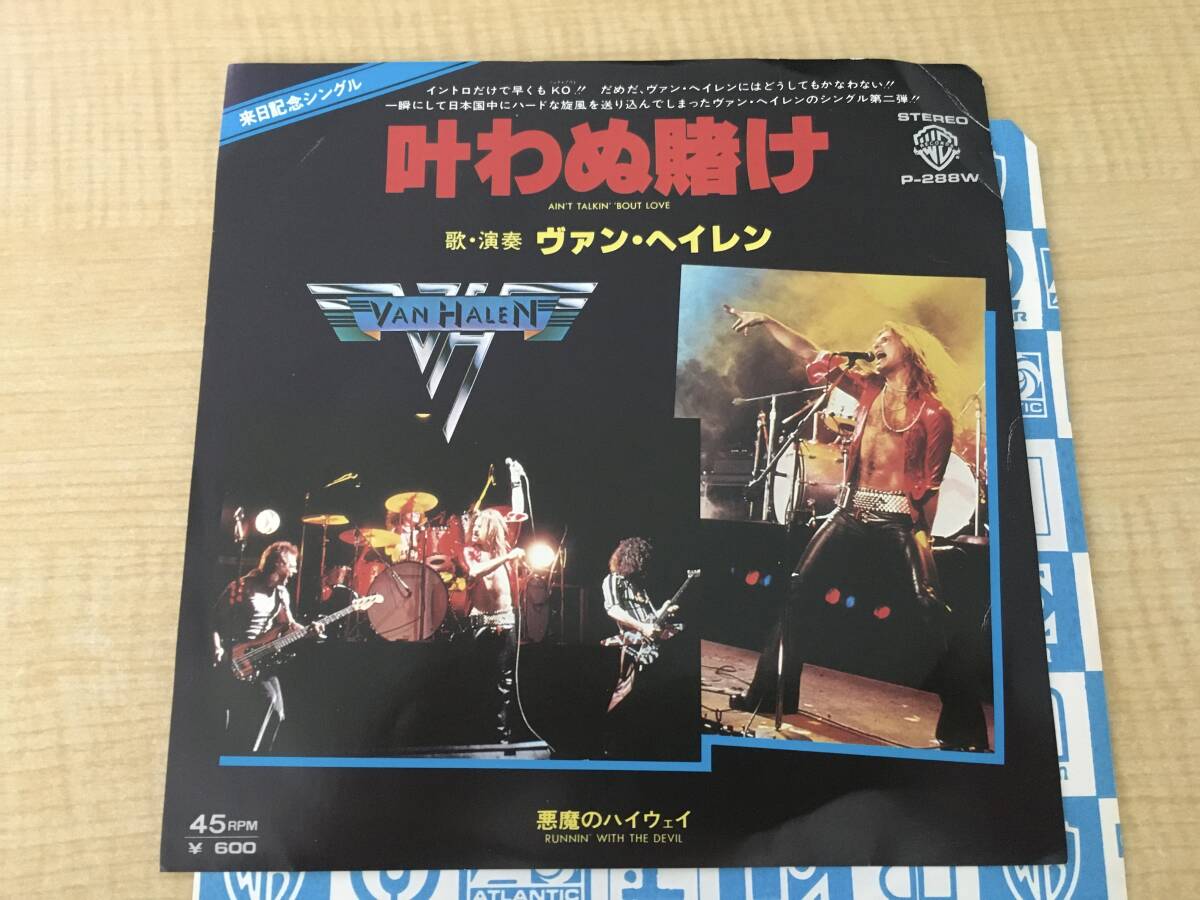 来日記念シングル
イントロだけで早くもKO!! だめだ、ヴァン・ヘイレンにはどうしてもかなわない!!
一瞬にして日本国中にハードな旋風を送り込んでしまったヴァン・ヘイレンのシングル第二弾!!
叶わぬ賭け
AIN'T TALKIN' 'BOUT LOVE
STEREO
RECORDS
P-288W
歌・演奏 ヴァン・ヘイレン
VAN HALEN
悪魔のハイウェイ
RUNNIN' WITH THE DEVIL
45RPM
¥ 600
ATLANTIC